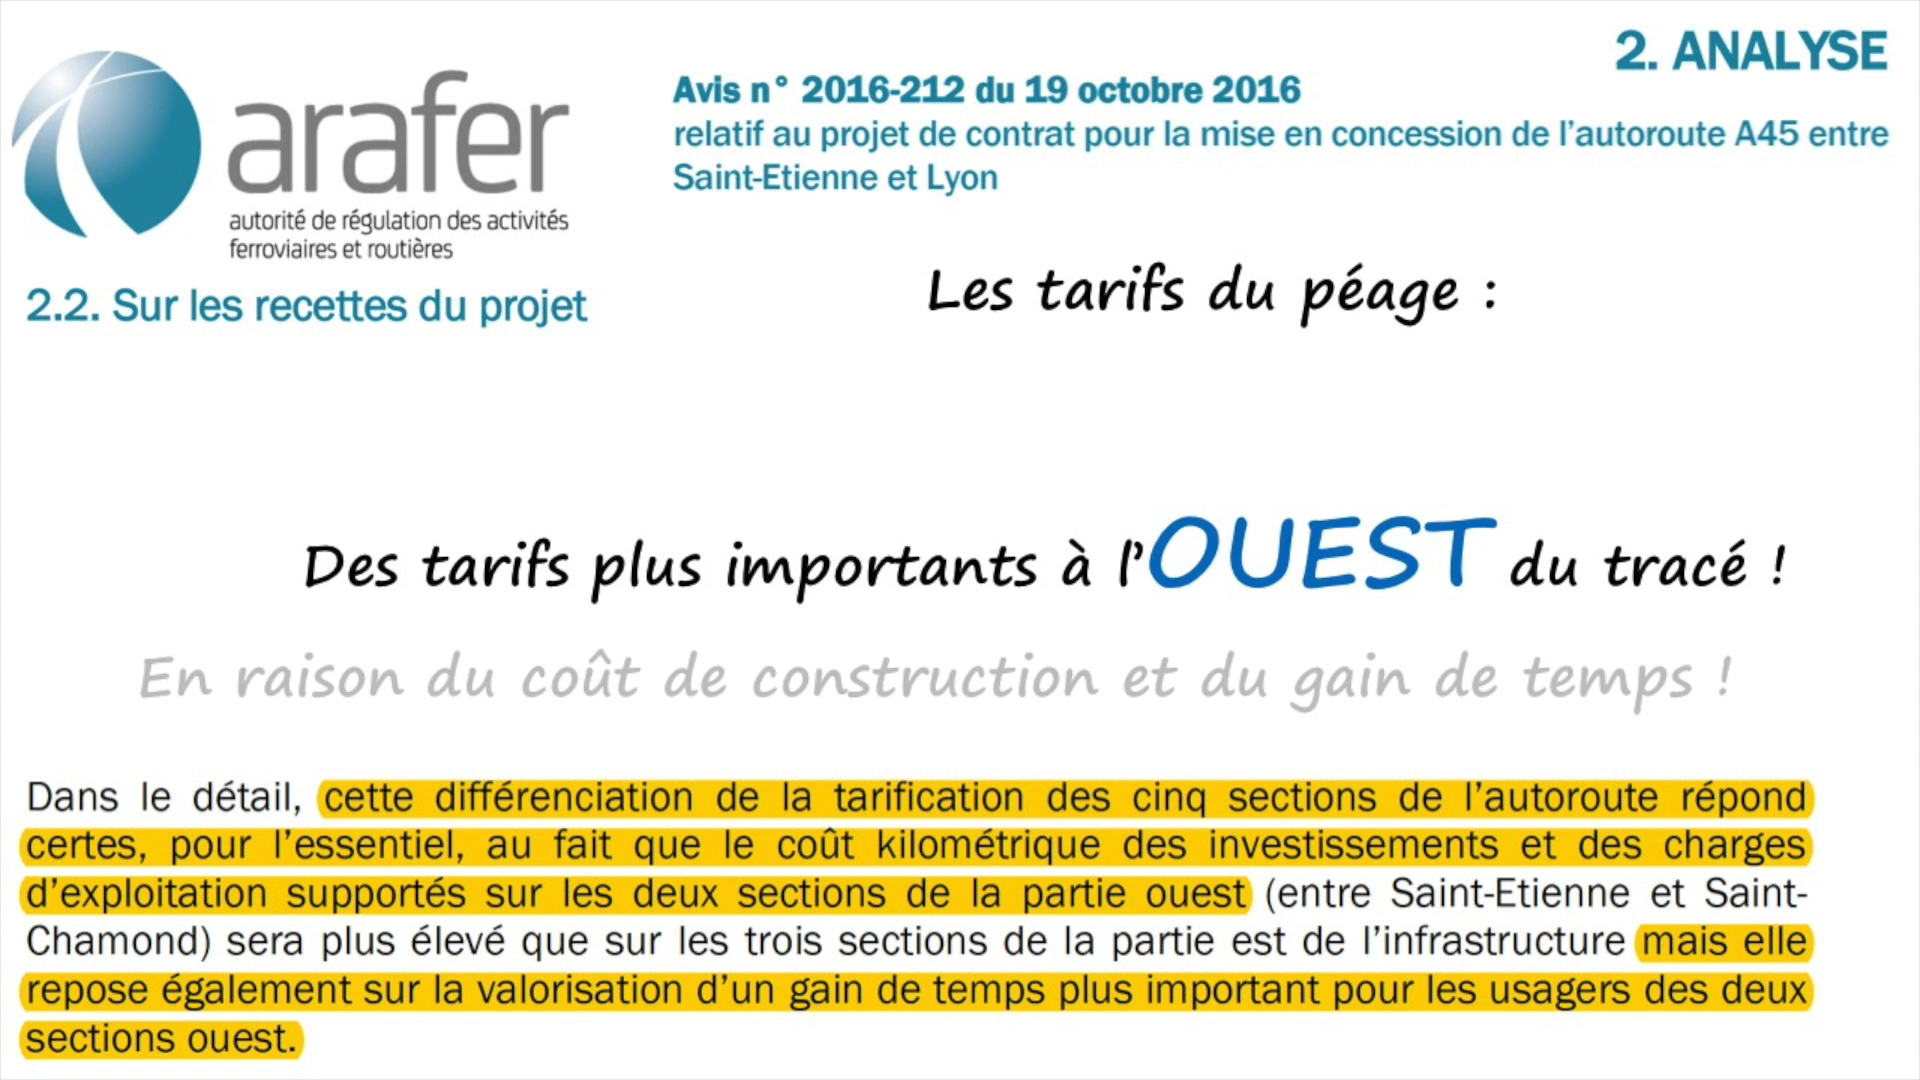 2. ANALYSE
arafer
autorité de régulation des activités
ferroviaires et routières
Avis n° 2016-212 du 19 octobre 2016
relatif au projet de contrat pour la mise en concession de l'autoroute A45 entre
Saint-Etienne et Lyon
2.2. Sur les recettes du projet
Les tarifs du péage :
Des tarifs plus importants à l'OUEST du tracé !
En raison du coût de construction et du gain de temps !
Dans le détail, cette différenciation de la tarification des cinq sections de l'autoroute répond
certes, pour l'essentiel, au fait que le coût kilométrique des investissements et des charges
d'exploitation supportés sur les deux sections de la partie ouest (entre Saint-Etienne et Saint-
Chamond) sera plus élevé que sur les trois sections de la partie est de l'infrastructure mais elle
repose également sur la valorisation d'un gain de temps plus important pour les usagers des deux
sections ouest.